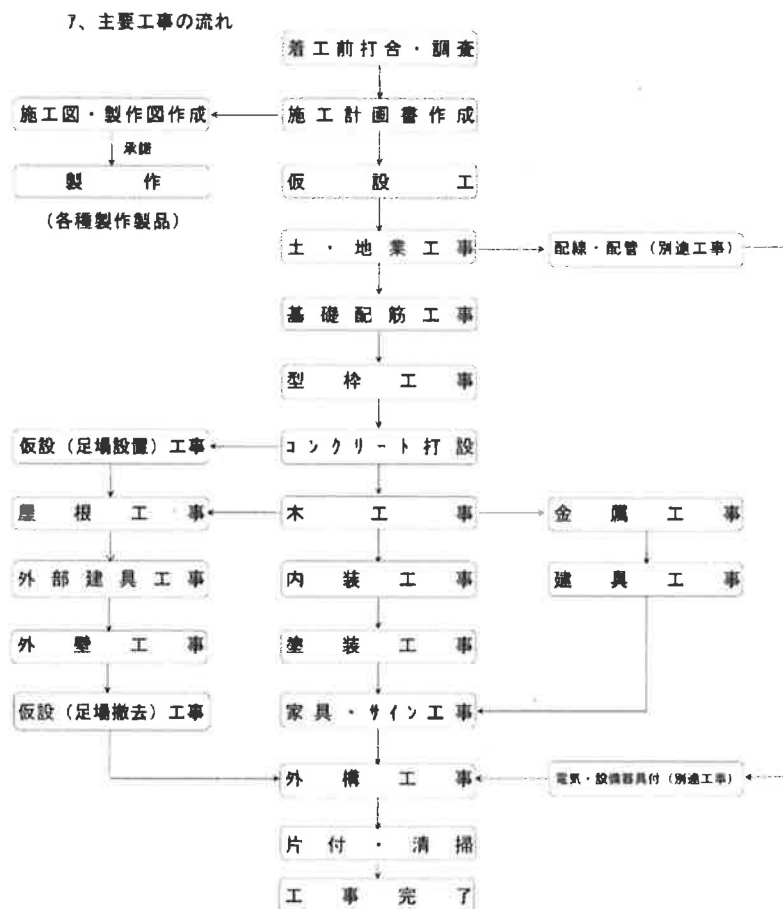 7、主要工事の流れ
着工前打合・調査
施工図・製作図作成
施工計画書作成
承諾
製作
仮設工
(各種製作製品)
土・地業工事
配線・配管(別途工事)
基礎配筋工事
型枠工事
仮設(足場設置)工事
コンクリート打設
屋根工事
木工事
金属工事
外部建具工事
内装工事
建具工事
外壁工事
塗装工事
仮設(足場撤去)工事
家具・サイン工事
外構工事
電気・設備器具付(別途工事)
片付・清掃
工事完了